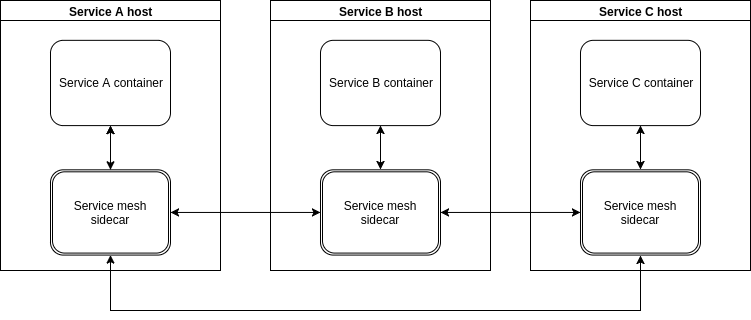 Service A host
Service B host
Service C host
Service A container
Service B container
Service C container
Service mesh
sidecar
Service mesh
sidecar
Service mesh
sidecar